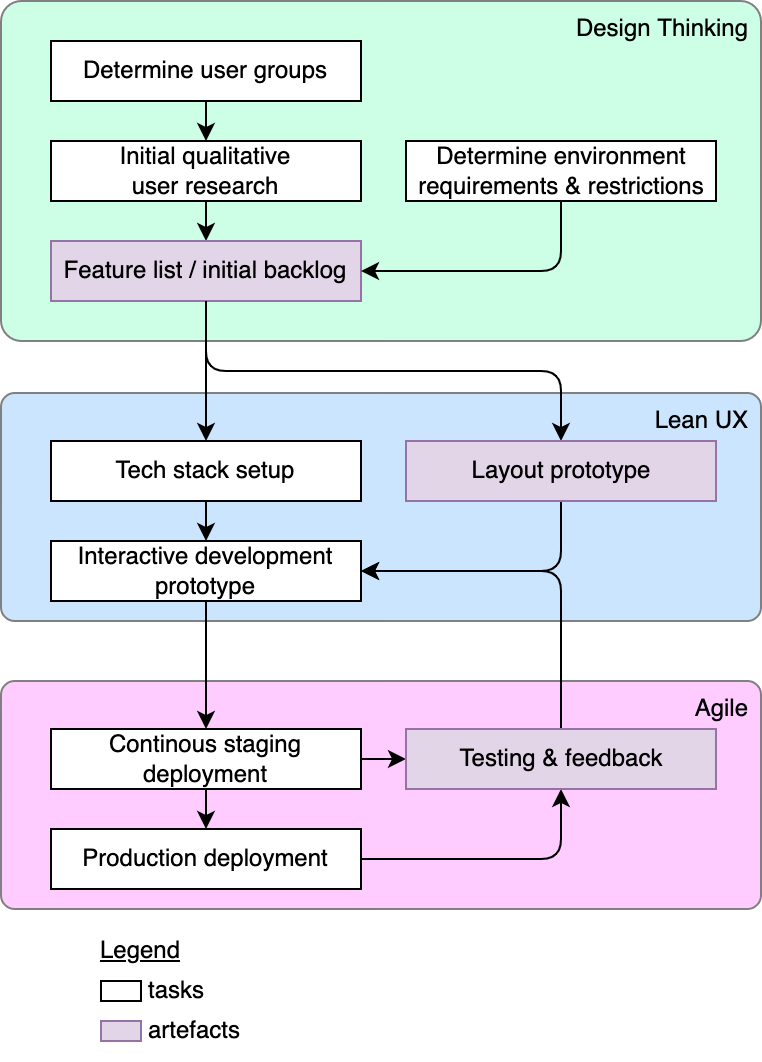 Design Thinking
Determine user groups
Initial qualitative
user research
Determine environment
requirements & restrictions
Feature list / initial backlog
Lean UX
Tech stack setup
Layout prototype
Interactive development
prototype
Agile
Continous staging
deployment
Testing & feedback
Production deployment
Legend
tasks
artefacts